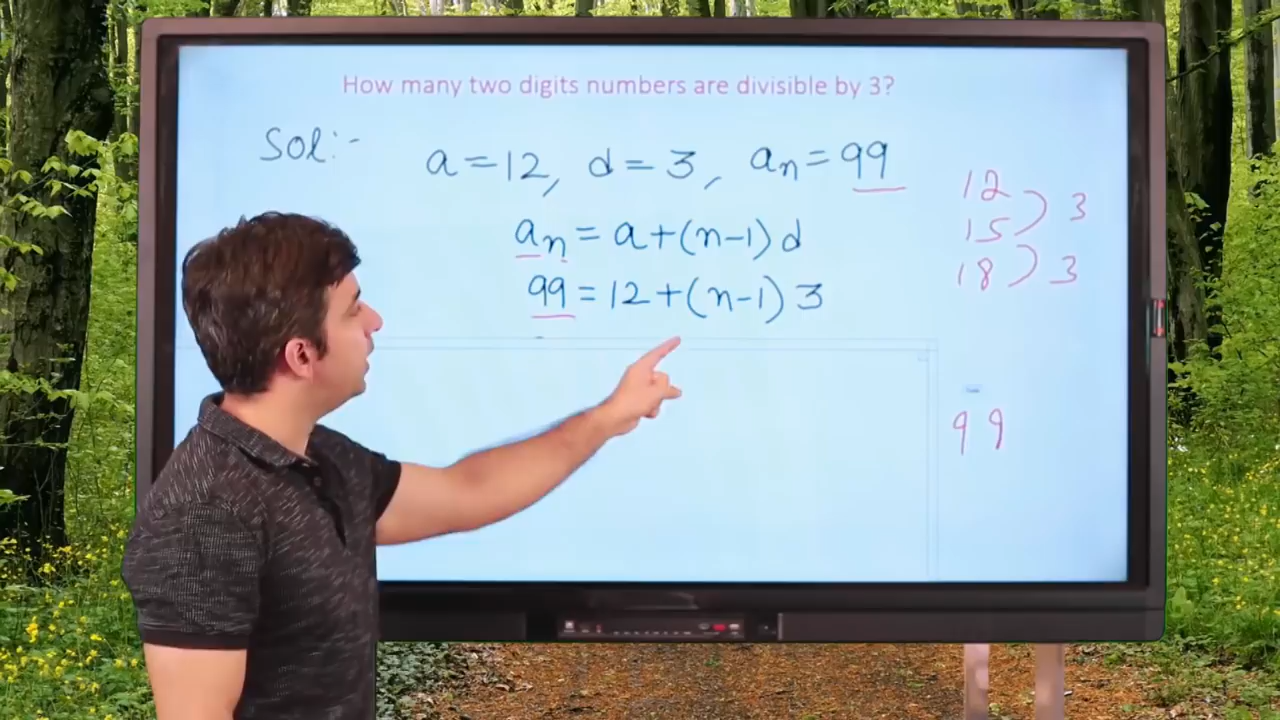 How many two digits numbers are divisible by 3?
Sol:-
a=12, d=3, an=99
an=a+(n-1)d
99=12+(n-1)3
12
15
18
3
3
99